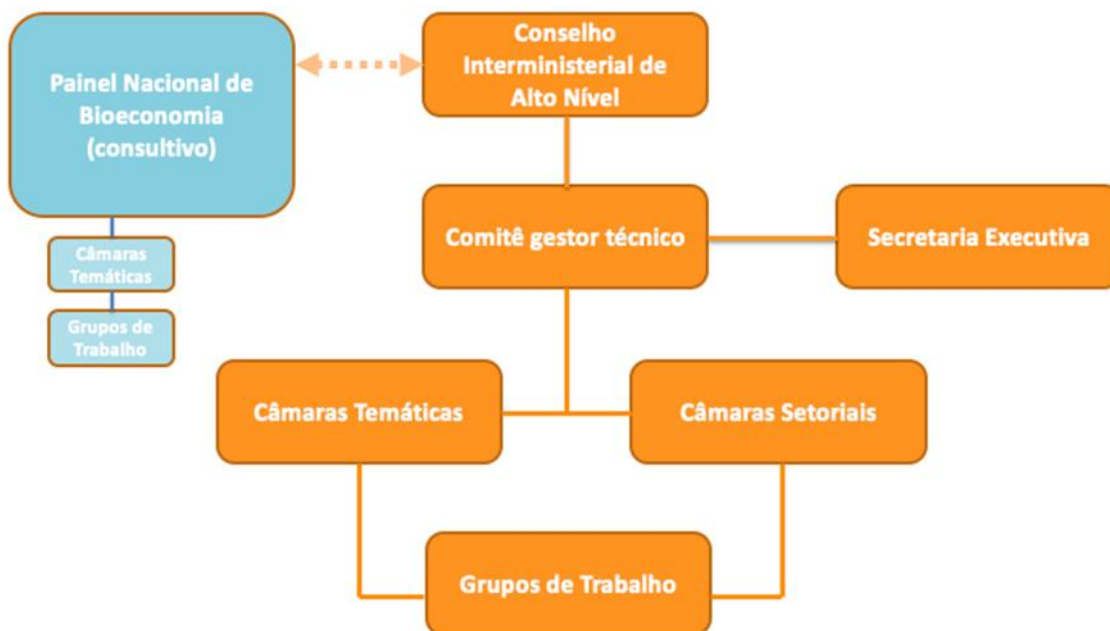 Painel Nacional de
Bioeconomia
(consultivo)
Conselho
Interministerial de
Alto Nível
Comitê gestor técnico
Secretaria Executiva
Câmaras
Temáticas
Grupos de
Trabalho
Câmaras Temáticas
Câmaras Setoriais
Grupos de Trabalho